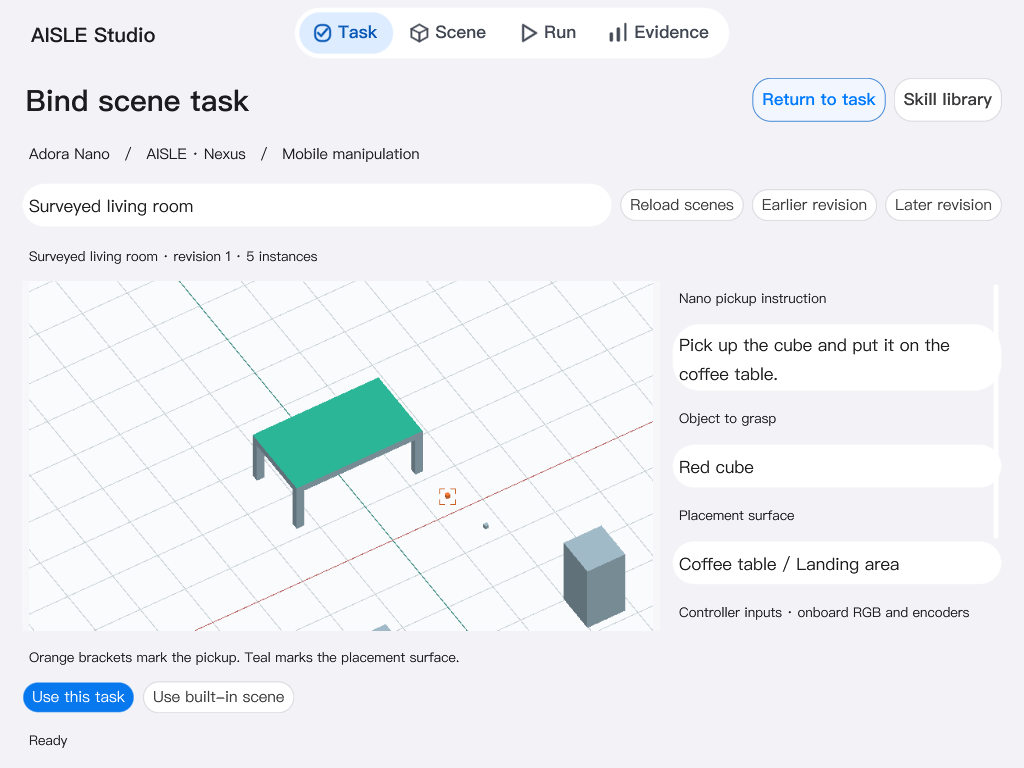 AISLE Studio
Task
Scene
Run
Evidence
Bind scene task
Return to task
Skill library
Adora Nano / AISLE · Nexus / Mobile manipulation
Surveyed living room
Reload scenes
Earlier revision
Later revision
Surveyed living room · revision 1 · 5 instances
Nano pickup instruction
Pick up the cube and put it on the
coffee table.
Object to grasp
Red cube
Placement surface
Coffee table / Landing area
Controller inputs · onboard RGB and encoders
Orange brackets mark the pickup. Teal marks the placement surface.
Use this task
Use built-in scene
Ready